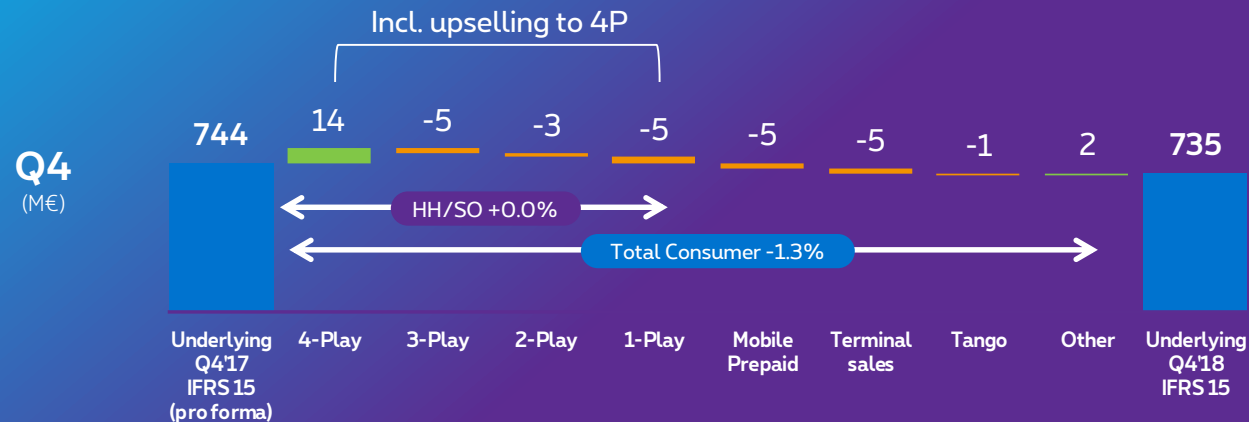 Incl. upselling to 4P
744 14 -5 -3 -5 -5 -5 -1 2 735
Q4
(M€)
HH/SO +0.0%
Total Consumer -1.3%
Underlying
Q4'17
IFRS 15
(pro forma)
4-Play
3-Play
2-Play
1-Play
Mobile
Prepaid
Terminal
sales
Tango
Other
Underlying
Q4'18
IFRS 15